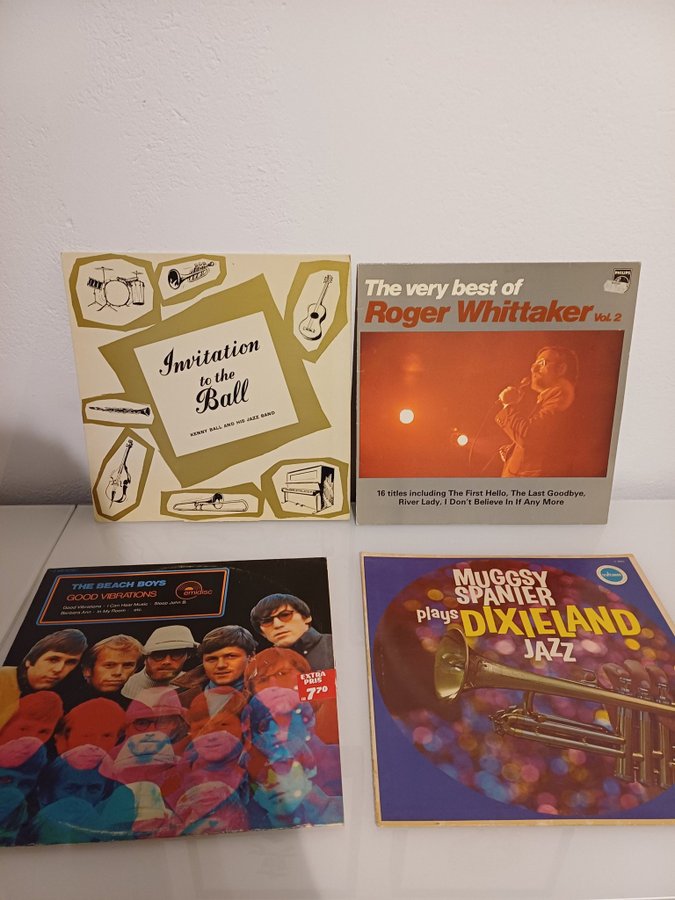 Invitation
to the
Ball
KENNY BALL AND HIS JAZZ BAND
PHILIPS
The very best of
Roger Whittaker Vol. 2
16 titles including The First Hello, The Last Goodbye,
River Lady, I Don't Believe In If Any More
THE BEACH BOYS
GOOD VIBRATIONS
emidisc
Good Vibrations · I Can Hear Music · Sloop John B
Barbara Ann · In My Room · etc.
EXTRA
PRIS
770
MUGGSY
SPANIER
plays DIXIELAND
JAZZ